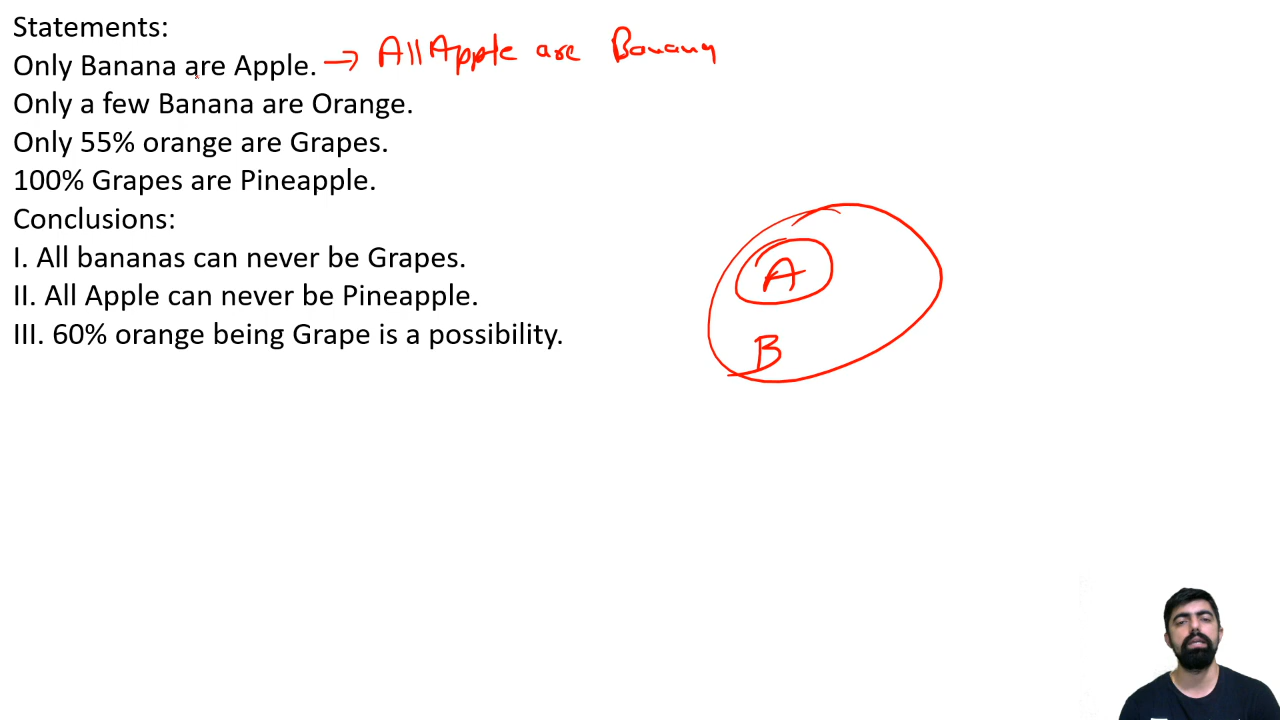 Statements:
Only Banana are Apple. → All Apple are Banana
Only a few Banana are Orange.
Only 55% orange are Grapes.
100% Grapes are Pineapple.
Conclusions:
I. All bananas can never be Grapes.
II. All Apple can never be Pineapple.
III. 60% orange being Grape is a possibility.
A
B